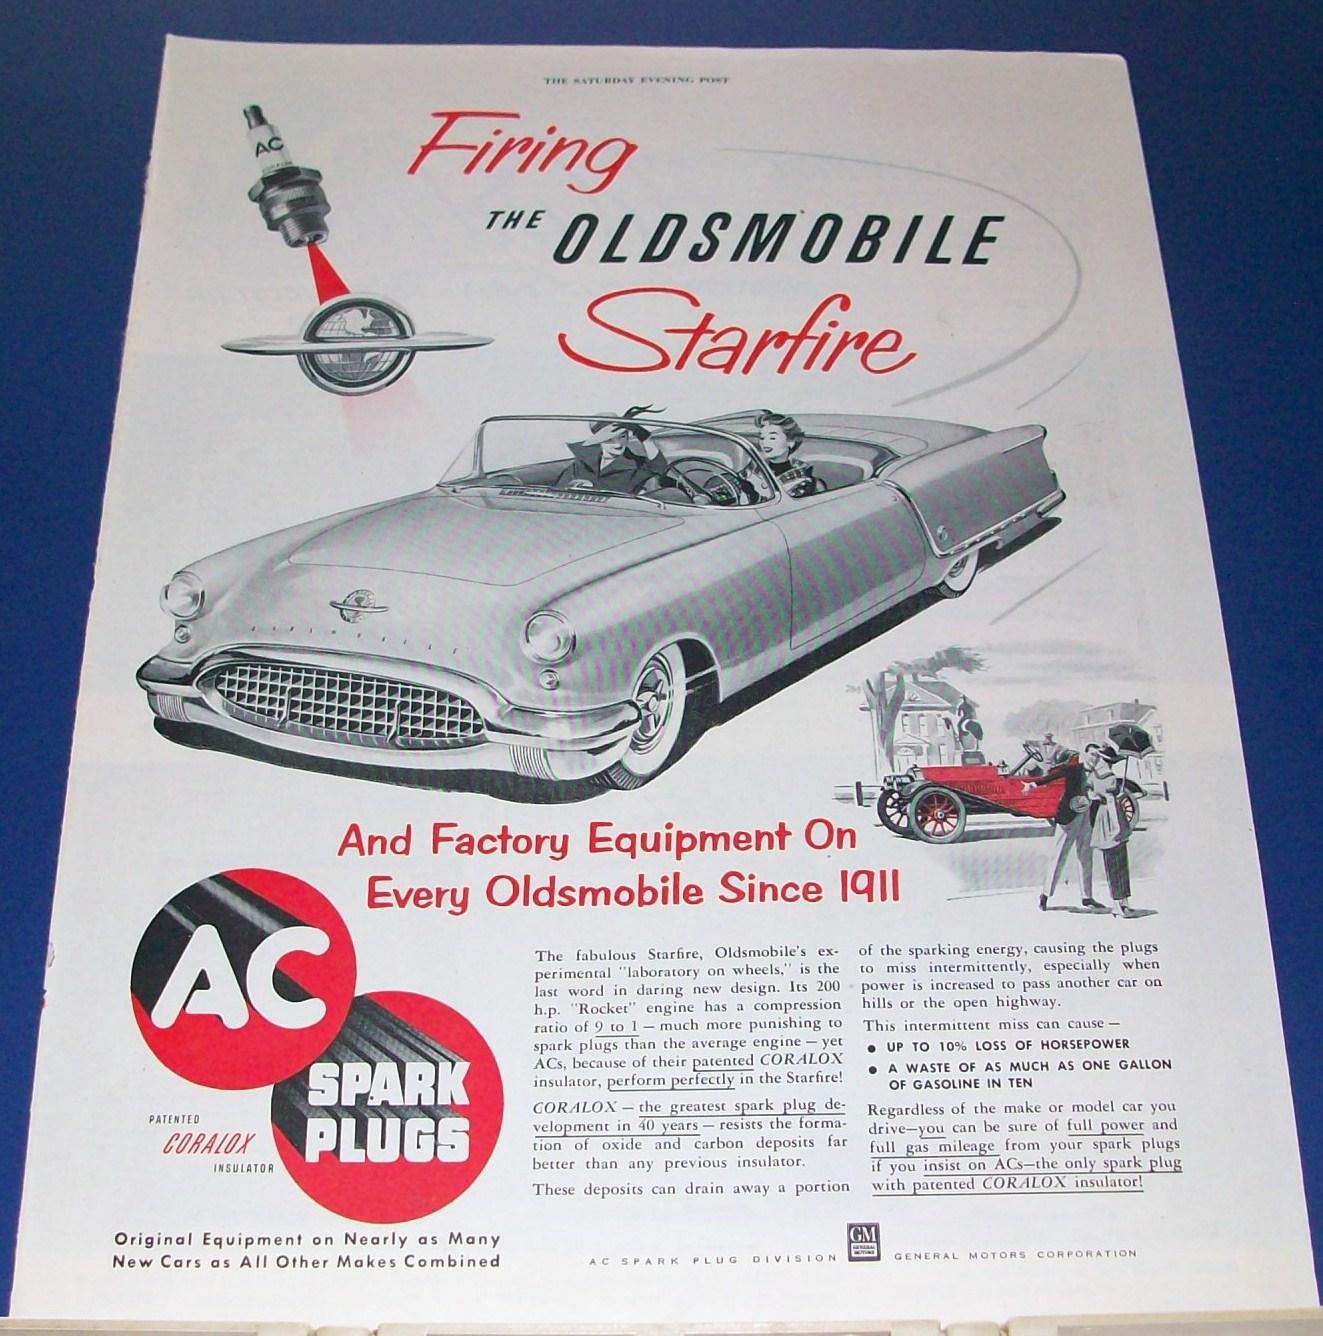 THE SATURDAY EVENING POST
AC
Firing
THE OLDSMOBILE
Starfire
OLDSMOBILE
And Factory Equipment On
Every Oldsmobile Since 1911
AC
SPARK
PLUGS
PATENTED
CORALOX
INSULATOR
Original Equipment on Nearly as Many
New Cars as All Other Makes Combined
The fabulous Starfire, Oldsmobile's ex-
perimental "laboratory on wheels," is the
last word in daring new design. Its 200
h.p. "Rocket" engine has a compression
ratio of 9 to 1 — much more punishing to
spark plugs than the average engine — yet
ACs, because of their patented CORALOX
insulator, perform perfectly in the Starfire!
CORALOX — the greatest spark plug de-
velopment in 40 years — resists the forma-
tion of oxide and carbon deposits far
better than any previous insulator.
These deposits can drain away a portion
of the sparking energy, causing the plugs
to miss intermittently, especially when
power is increased to pass another car on
hills or the open highway.
This intermittent miss can cause —
• UP TO 10% LOSS OF HORSEPOWER
• A WASTE OF AS MUCH AS ONE GALLON
OF GASOLINE IN TEN
Regardless of the make or model car you
drive—you can be sure of full power and
full gas mileage from your spark plugs
if you insist on ACs—the only spark plug
with patented CORALOX insulator!
AC SPARK PLUG DIVISION
GM
GENERAL
MOTORS
GENERAL MOTORS CORPORATION